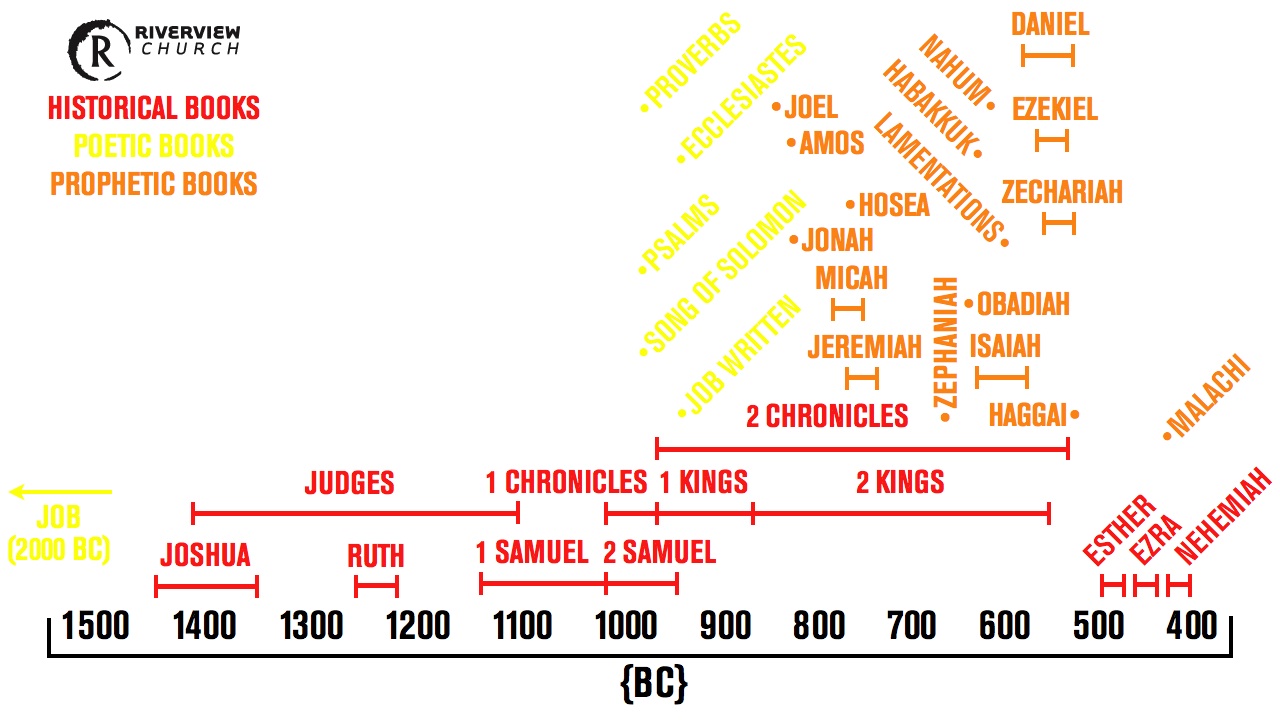 RIVERVIEW
CHURCH
R
HISTORICAL BOOKS
POETIC BOOKS
PROPHETIC BOOKS
PROVERBS
ECCLESIASTES
PSALMS
SONG OF SOLOMON
JOB WRITTEN
JOEL
AMOS
HOSEA
JONAH
MICAH
JEREMIAH
NAHUM
HABAKKUK
LAMENTATIONS
ZEPHANIAH
DANIEL
EZEKIEL
ZECHARIAH
OBADIAH
ISAIAH
HAGGAI
MALACHI
2 CHRONICLES
JUDGES
1 CHRONICLES
1 KINGS
2 KINGS
JOB
(2000 BC)
JOSHUA
RUTH
1 SAMUEL
2 SAMUEL
ESTHER
EZRA
NEHEMIAH
1500 1400 1300 1200 1100 1000 900 800 700 600 500 400
{BC}